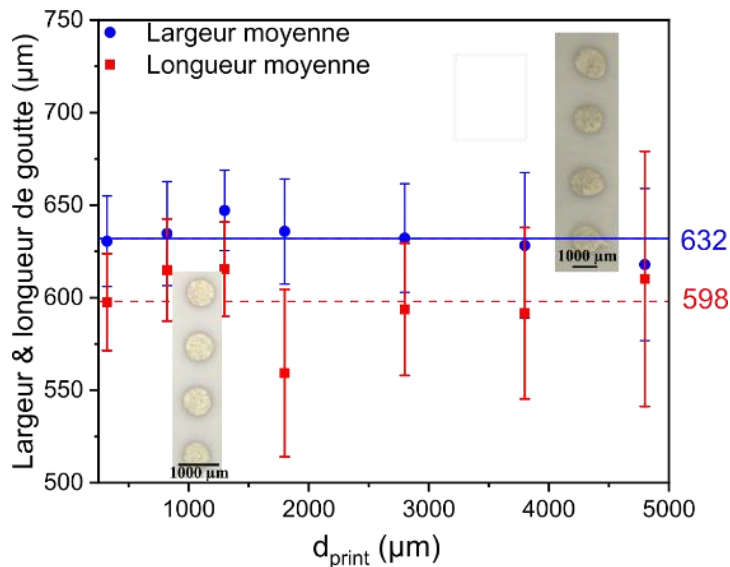 Largeur & longueur de goutte (µm)
750
700
650
600
550
500
Largeur moyenne
Longueur moyenne
632
598
1000 µm
1000 µm
1000
2000
3000
4000
5000
d_print (µm)